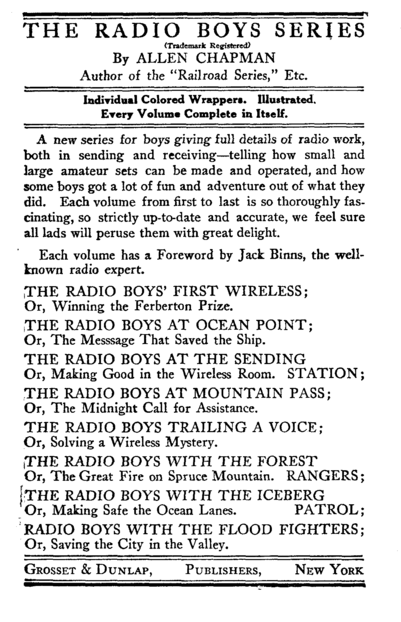 THE RADIO BOYS SERIES
(Trademark Registered)
By ALLEN CHAPMAN
Author of the "Railroad Series," Etc.
Individual Colored Wrappers. Illustrated.
Every Volume Complete in Itself.
A new series for boys giving full details of radio work,
both in sending and receiving—telling how small and
large amateur sets can be made and operated, and how
some boys got a lot of fun and adventure out of what they
did. Each volume from first to last is so thoroughly fas-
cinating, so strictly up-to-date and accurate, we feel sure
all lads will peruse them with great delight.
Each volume has a Foreword by Jack Binns, the well-
known radio expert.
THE RADIO BOYS' FIRST WIRELESS;
Or, Winning the Ferberton Prize.
THE RADIO BOYS AT OCEAN POINT;
Or, The Messsage That Saved the Ship.
THE RADIO BOYS AT THE SENDING
Or, Making Good in the Wireless Room. STATION;
THE RADIO BOYS AT MOUNTAIN PASS;
Or, The Midnight Call for Assistance.
THE RADIO BOYS TRAILING A VOICE;
Or, Solving a Wireless Mystery.
THE RADIO BOYS WITH THE FOREST
Or, The Great Fire on Spruce Mountain. RANGERS;
THE RADIO BOYS WITH THE ICEBERG
Or, Making Safe the Ocean Lanes. PATROL;
RADIO BOYS WITH THE FLOOD FIGHTERS;
Or, Saving the City in the Valley.
GROSSET & DUNLAP, PUBLISHERS, NEW YORK